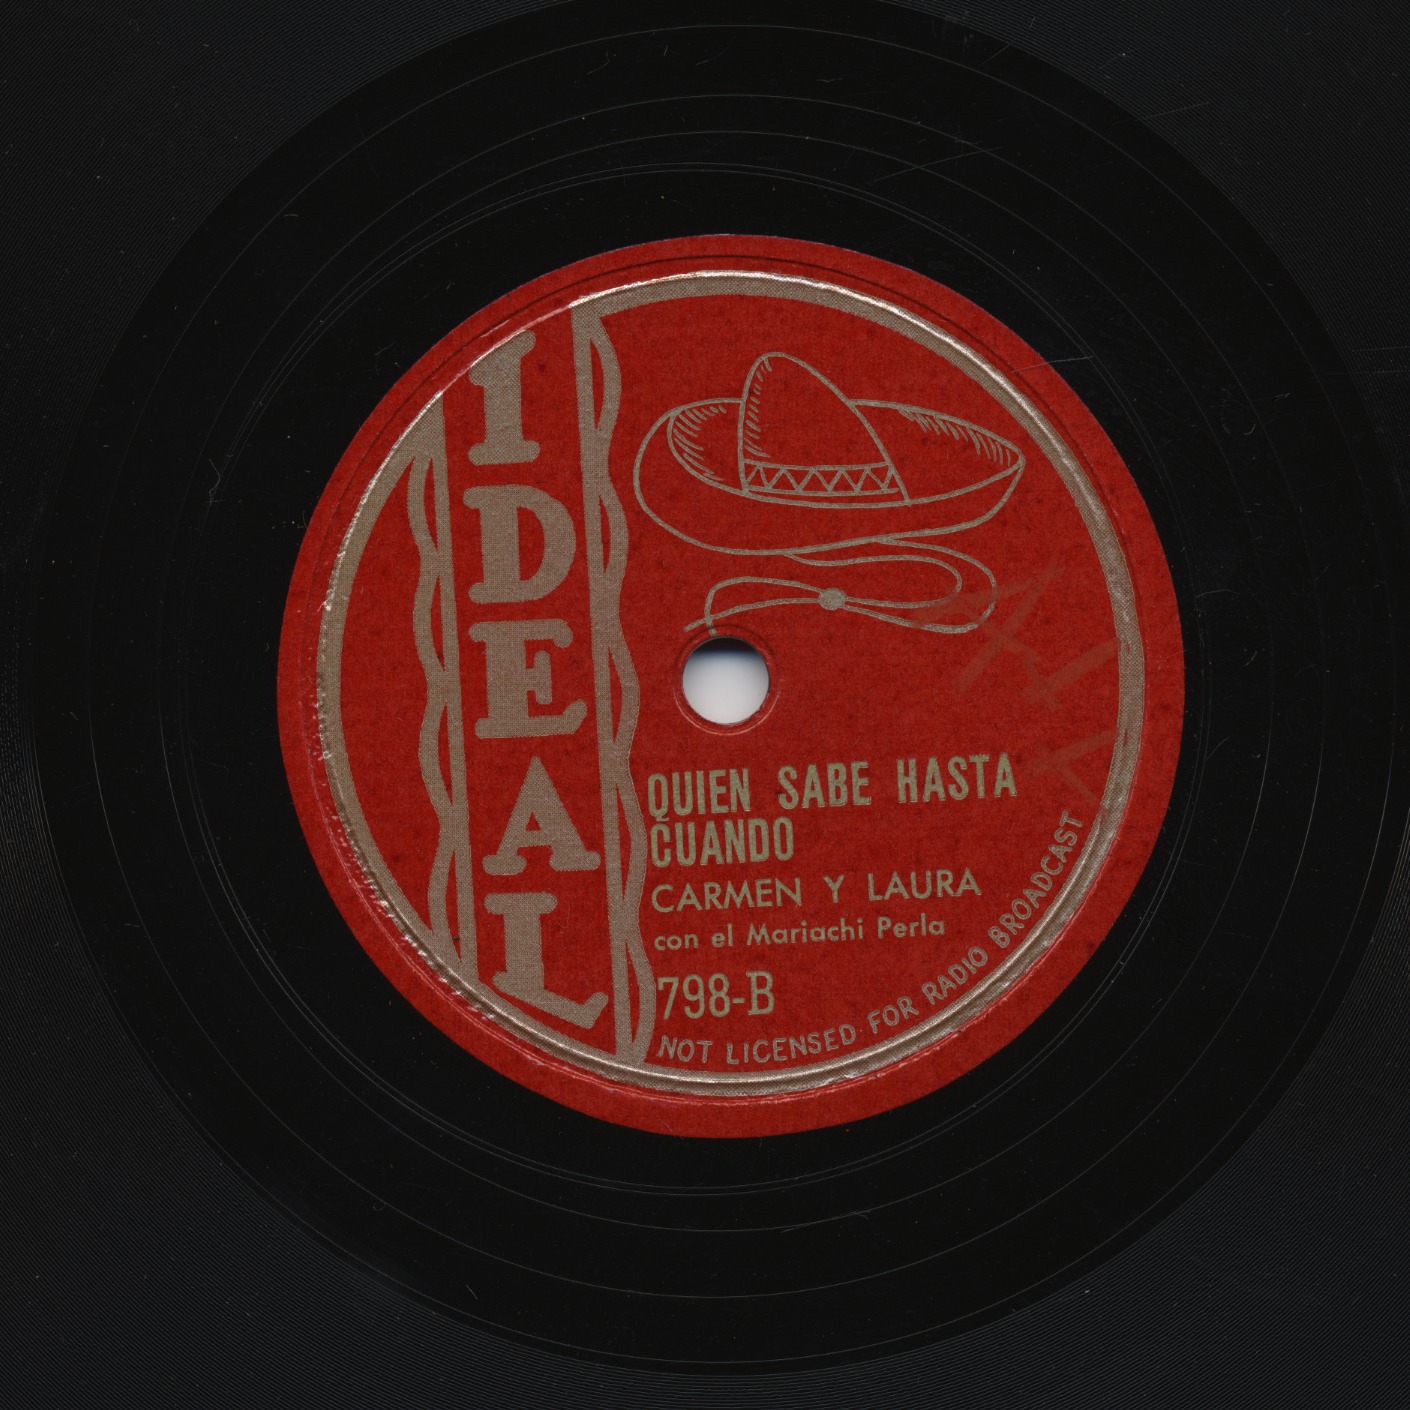 IDEAL
QUIEN SABE HASTA
CUANDO
CARMEN Y LAURA
con el Mariachi Perla
798-B
NOT LICENSED FOR RADIO BROADCAST